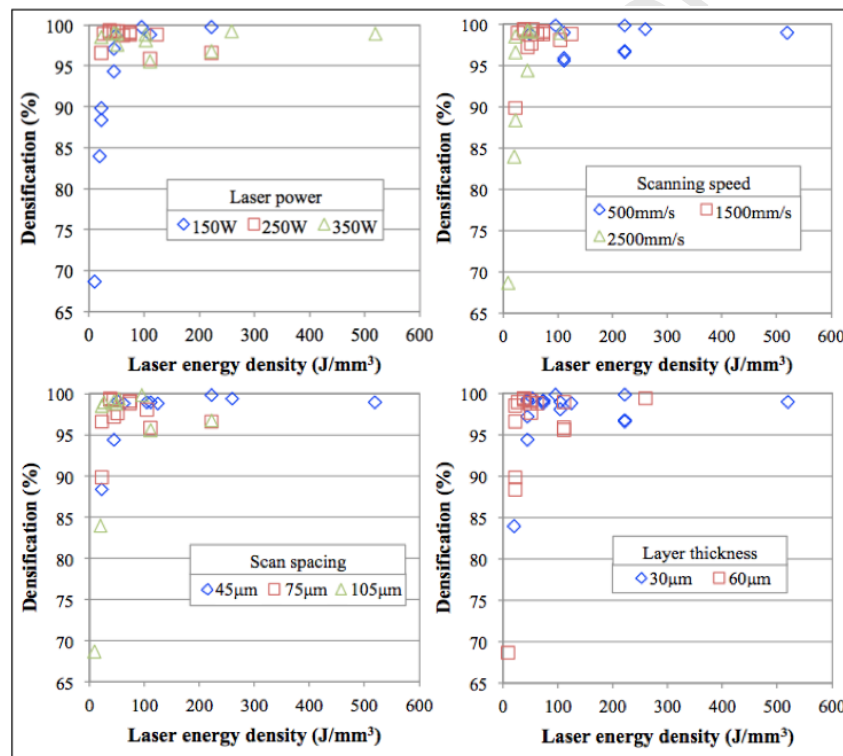 100
95
90
85
80
75
70
65
Densification (%)
Laser power
150W 250W 350W
0 100 200 300 400 500 600
Laser energy density (J/mm³)
100
95
90
85
80
75
70
65
Densification (%)
Scanning speed
500mm/s 1500mm/s
2500mm/s
0 100 200 300 400 500 600
Laser energy density (J/mm³)
100
95
90
85
80
75
70
65
Densification (%)
Scan spacing
45μm 75μm 105μm
0 100 200 300 400 500 600
Laser energy density (J/mm³)
100
95
90
85
80
75
70
65
Densification (%)
Layer thickness
30μm 60μm
0 100 200 300 400 500 600
Laser energy density (J/mm³)